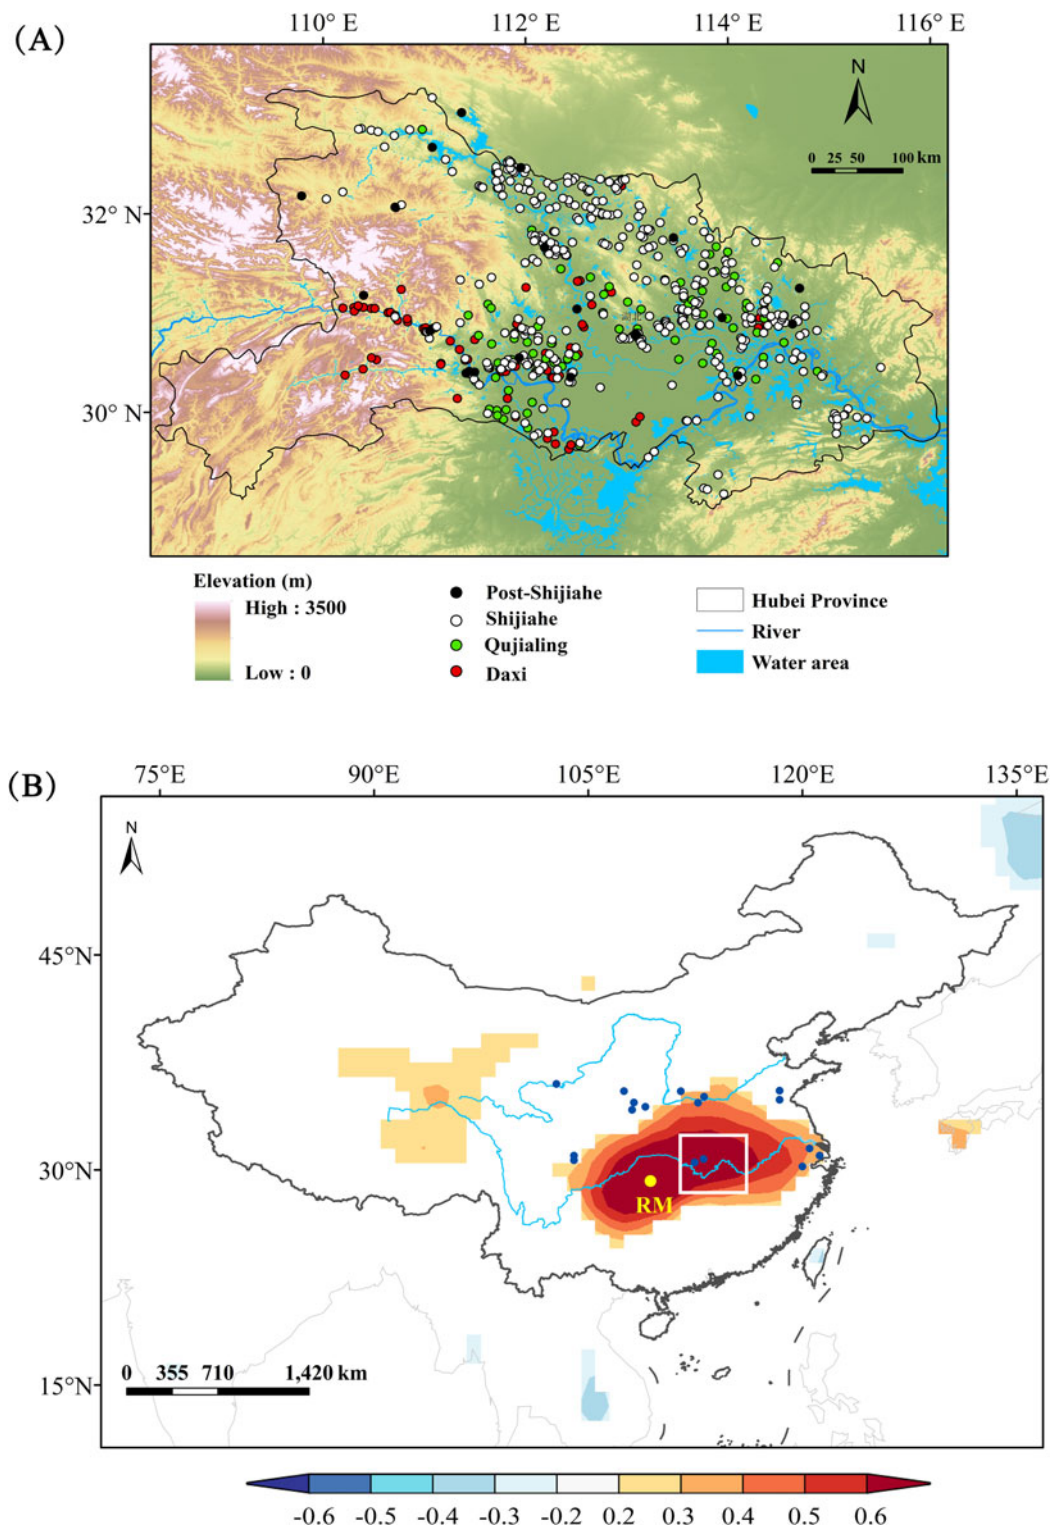 (A)
110° E 112° E 114° E 116° E
N
0 25 50 100 km
32° N
30° N
Elevation (m)
High : 3500
Low : 0
Post-Shijiahe
Shijiahe
Qujialing
Daxi
Hubei Province
River
Water area
(B)
75°E 90°E 105°E 120°E 135°E
N
45°N
30°N
15°N
RM
0 355 710 1,420 km
-0.6 -0.5 -0.4 -0.3 -0.2 0.2 0.3 0.4 0.5 0.6